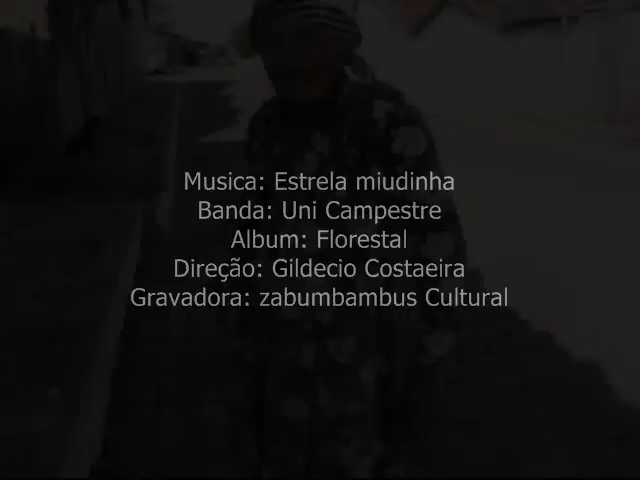 Musica: Estrela miudinha
Banda: Uni Campestre
Album: Florestal
Direção: Gildecio Costaeira
Gravadora: zabumbambus Cultural